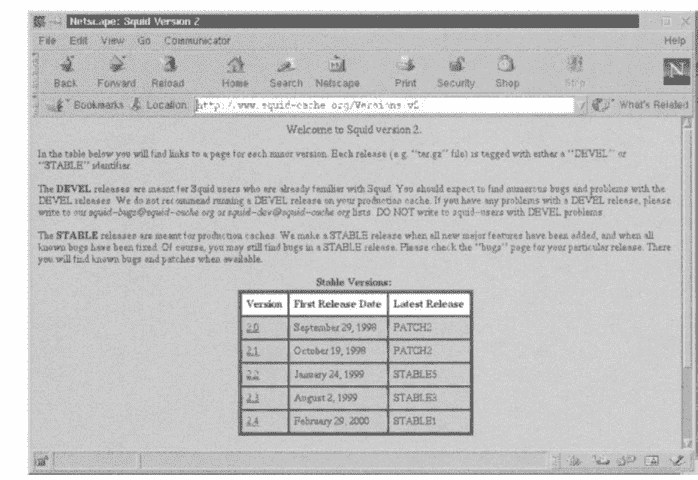 Netscape: Squid Version 2
File Edit View Go Communicator Help
Back Forward Reload Home Search Netscape Print Security Shop Stop
N
Bookmarks Location: http://www.squid-cache.org/Versions/v2/ What's Related
Welcome to Squid version 2.
In the table below you will find links to a page for each minor version. Each release (e.g. "tar.gz" file) is tagged with either a "DEVEL" or
"STABLE" identifier.
The DEVEL releases are meant for Squid users who are already familiar with Squid. You should expect to find numerous bugs and problems with the
DEVEL releases. We do not recommend running a DEVEL release on your production cache. If you have any problems with a DEVEL release, please
write to our squid-bugs@squid-cache.org or squid-dev@squid-cache.org lists. DO NOT write to squid-users with DEVEL problems.
The STABLE releases are meant for production caches. We make a STABLE release when all new major features have been added, and when all
known bugs have been fixed. Of course, you may still find bugs in a STABLE release. Please check the "bugs" page for your particular release. There
you will find known bugs and patches when available.
Stable Versions:
Version First Release Date Latest Release
2.0 September 29, 1998 PATCH2
2.1 October 19, 1998 PATCH2
2.2 January 24, 1999 STABLE5
2.3 August 2, 1999 STABLE3
2.4 February 29, 2000 STABLE1